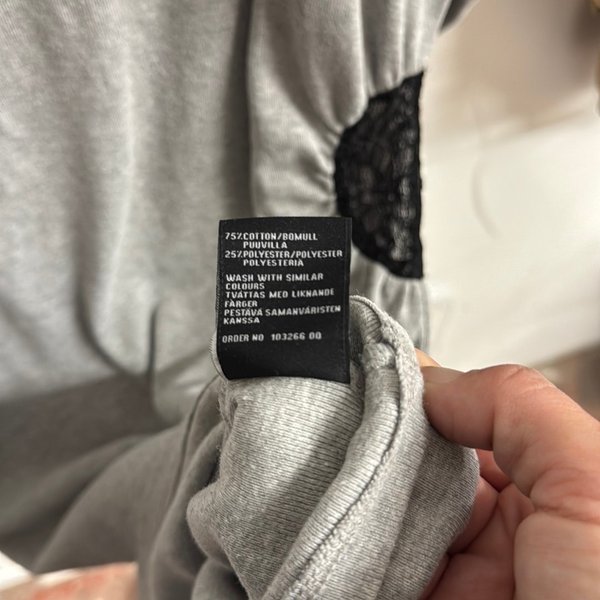 75%COTTON/BOMULL
PUUVILLA
25%POLYESTER/POLYESTER
POLYESTERIA
WASH WITH SIMILAR
COLOURS
TVÄTTAS MED LIKNANDE
FÄRGER
PESTÄVÄ SAMANVÄRISTEN
KANSSA
ORDER NO 103266 00